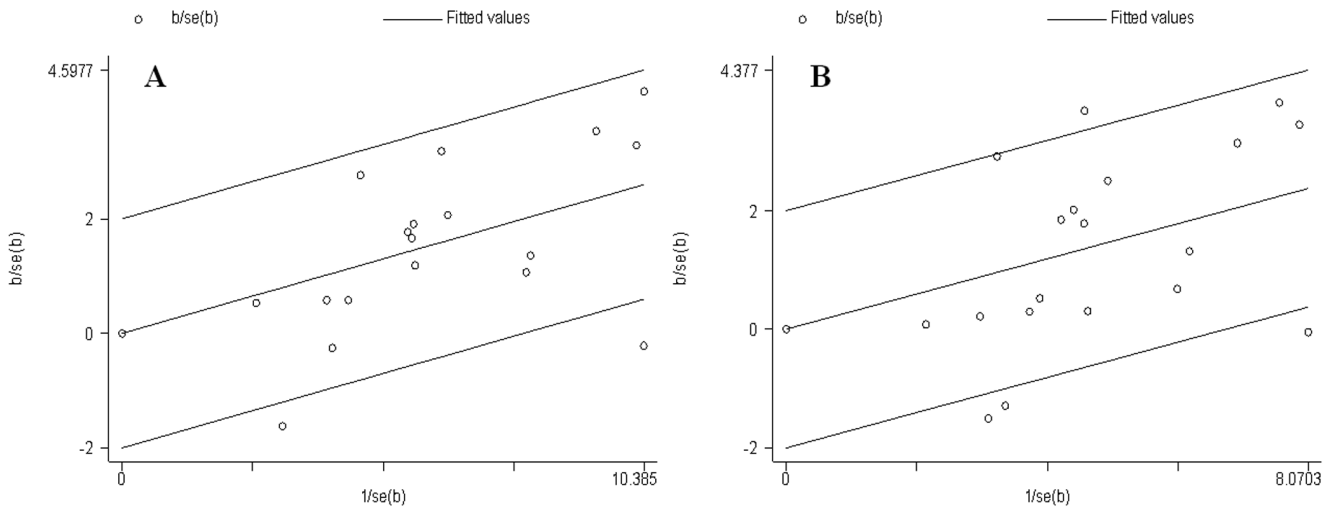 b/se(b) Fitted values
A
4.5977
2
0
-2
b/se(b)
0 10.385
1/se(b)
b/se(b) Fitted values
B
4.377
2
0
-2
b/se(b)
0 8.0703
1/se(b)